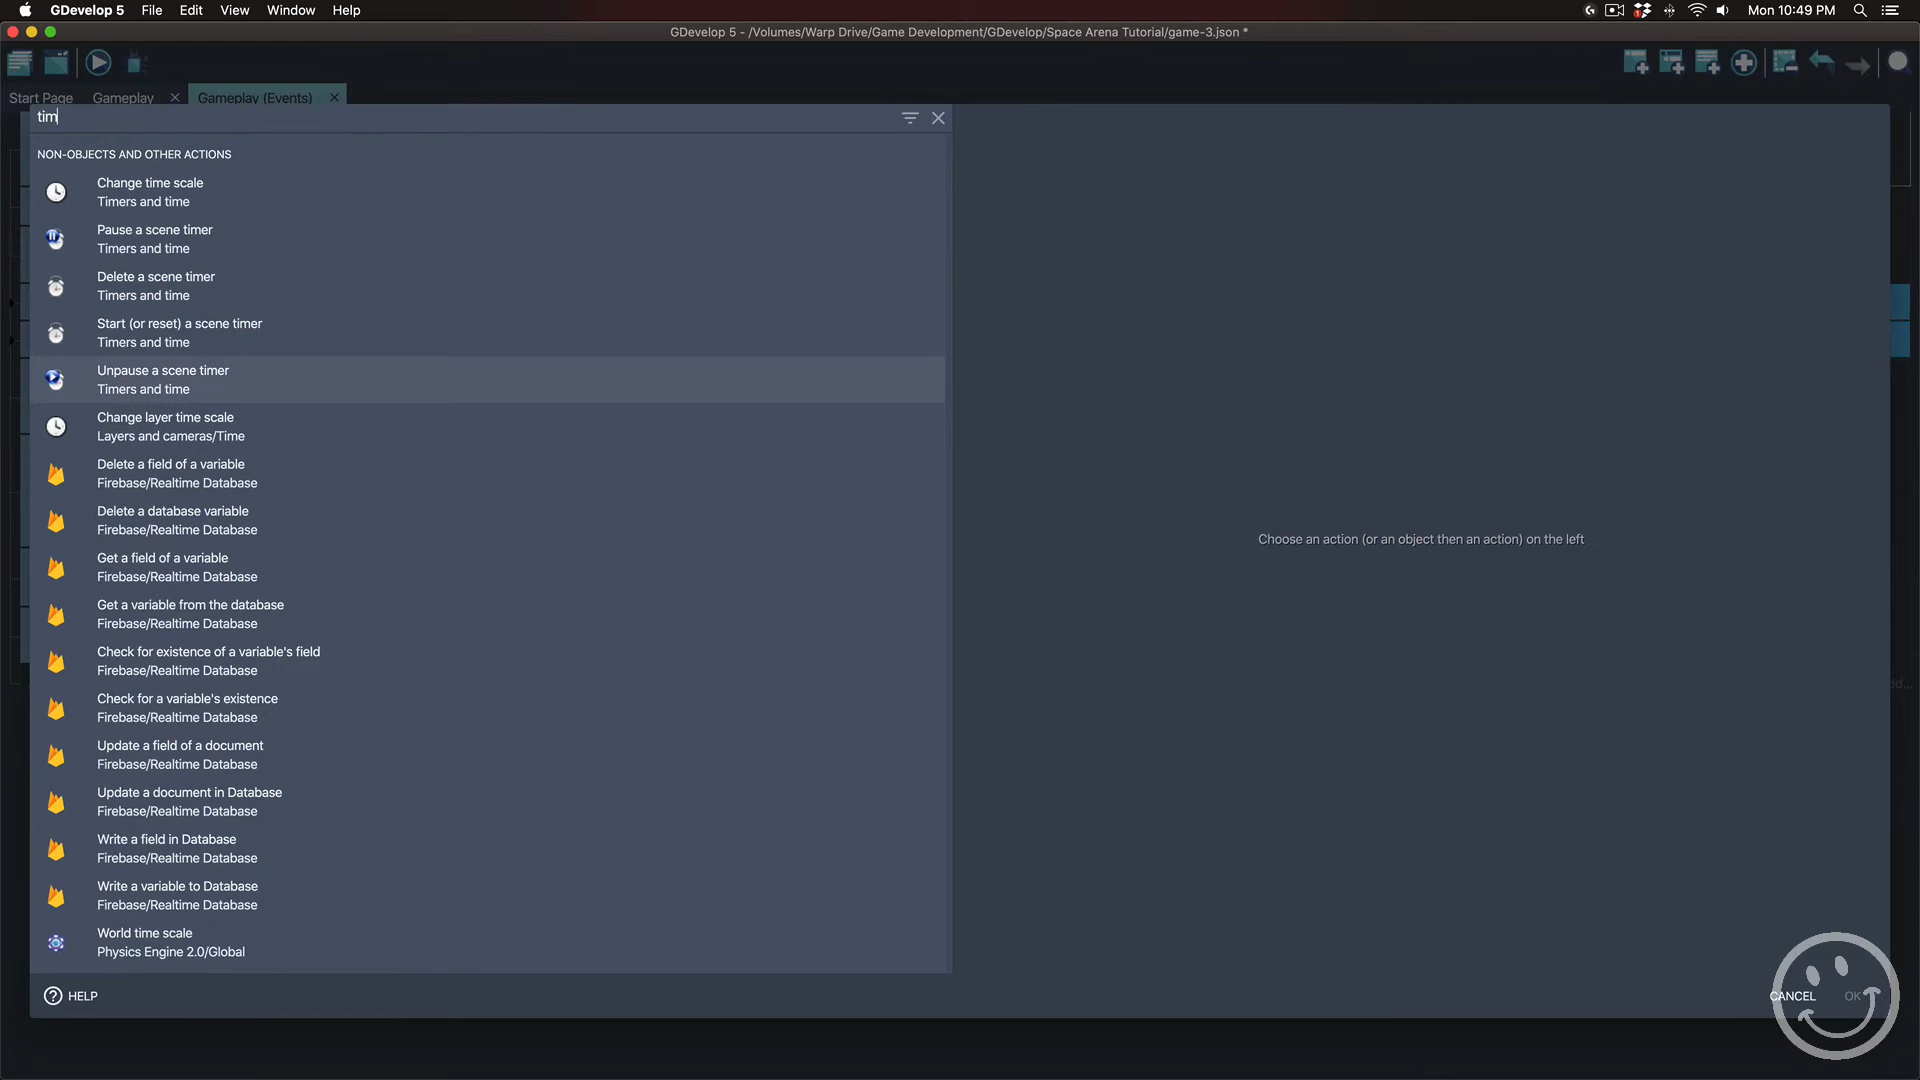 GDevelop 5 File Edit View Window Help Mon 10:49 PM
GDevelop 5 - /Volumes/Warp Drive/Game Development/GDevelop/Space Arena Tutorial/game-3.json *
Start Page Gameplay Gameplay (Events)
tim
NON-OBJECTS AND OTHER ACTIONS
Change time scale
Timers and time
Pause a scene timer
Timers and time
Delete a scene timer
Timers and time
Start (or reset) a scene timer
Timers and time
Unpause a scene timer
Timers and time
Change layer time scale
Layers and cameras/Time
Delete a field of a variable
Firebase/Realtime Database
Delete a database variable
Firebase/Realtime Database
Get a field of a variable
Firebase/Realtime Database
Get a variable from the database
Firebase/Realtime Database
Check for existence of a variable's field
Firebase/Realtime Database
Check for a variable's existence
Firebase/Realtime Database
Update a field of a document
Firebase/Realtime Database
Update a document in Database
Firebase/Realtime Database
Write a field in Database
Firebase/Realtime Database
Write a variable to Database
Firebase/Realtime Database
World time scale
Physics Engine 2.0/Global
Choose an action (or an object then an action) on the left
HELP
CANCEL OK